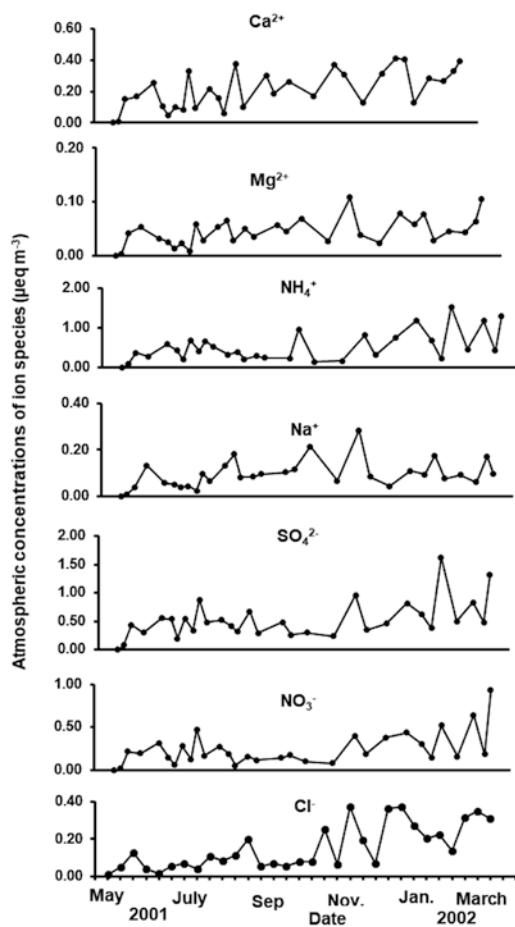 Ca²⁺
0.60
0.40
0.20
0.00
Mg²⁺
0.20
0.10
0.00
NH₄⁺
2.00
1.00
0.00
Na⁺
0.40
0.20
0.00
SO₄²⁻
2.00
1.50
1.00
0.50
0.00
NO₃⁻
1.00
0.50
0.00
Cl⁻
0.40
0.20
0.00
Atmospheric concentrations of ion species (µeq m⁻³)
May July Sep Nov. Jan. March
2001 Date 2002